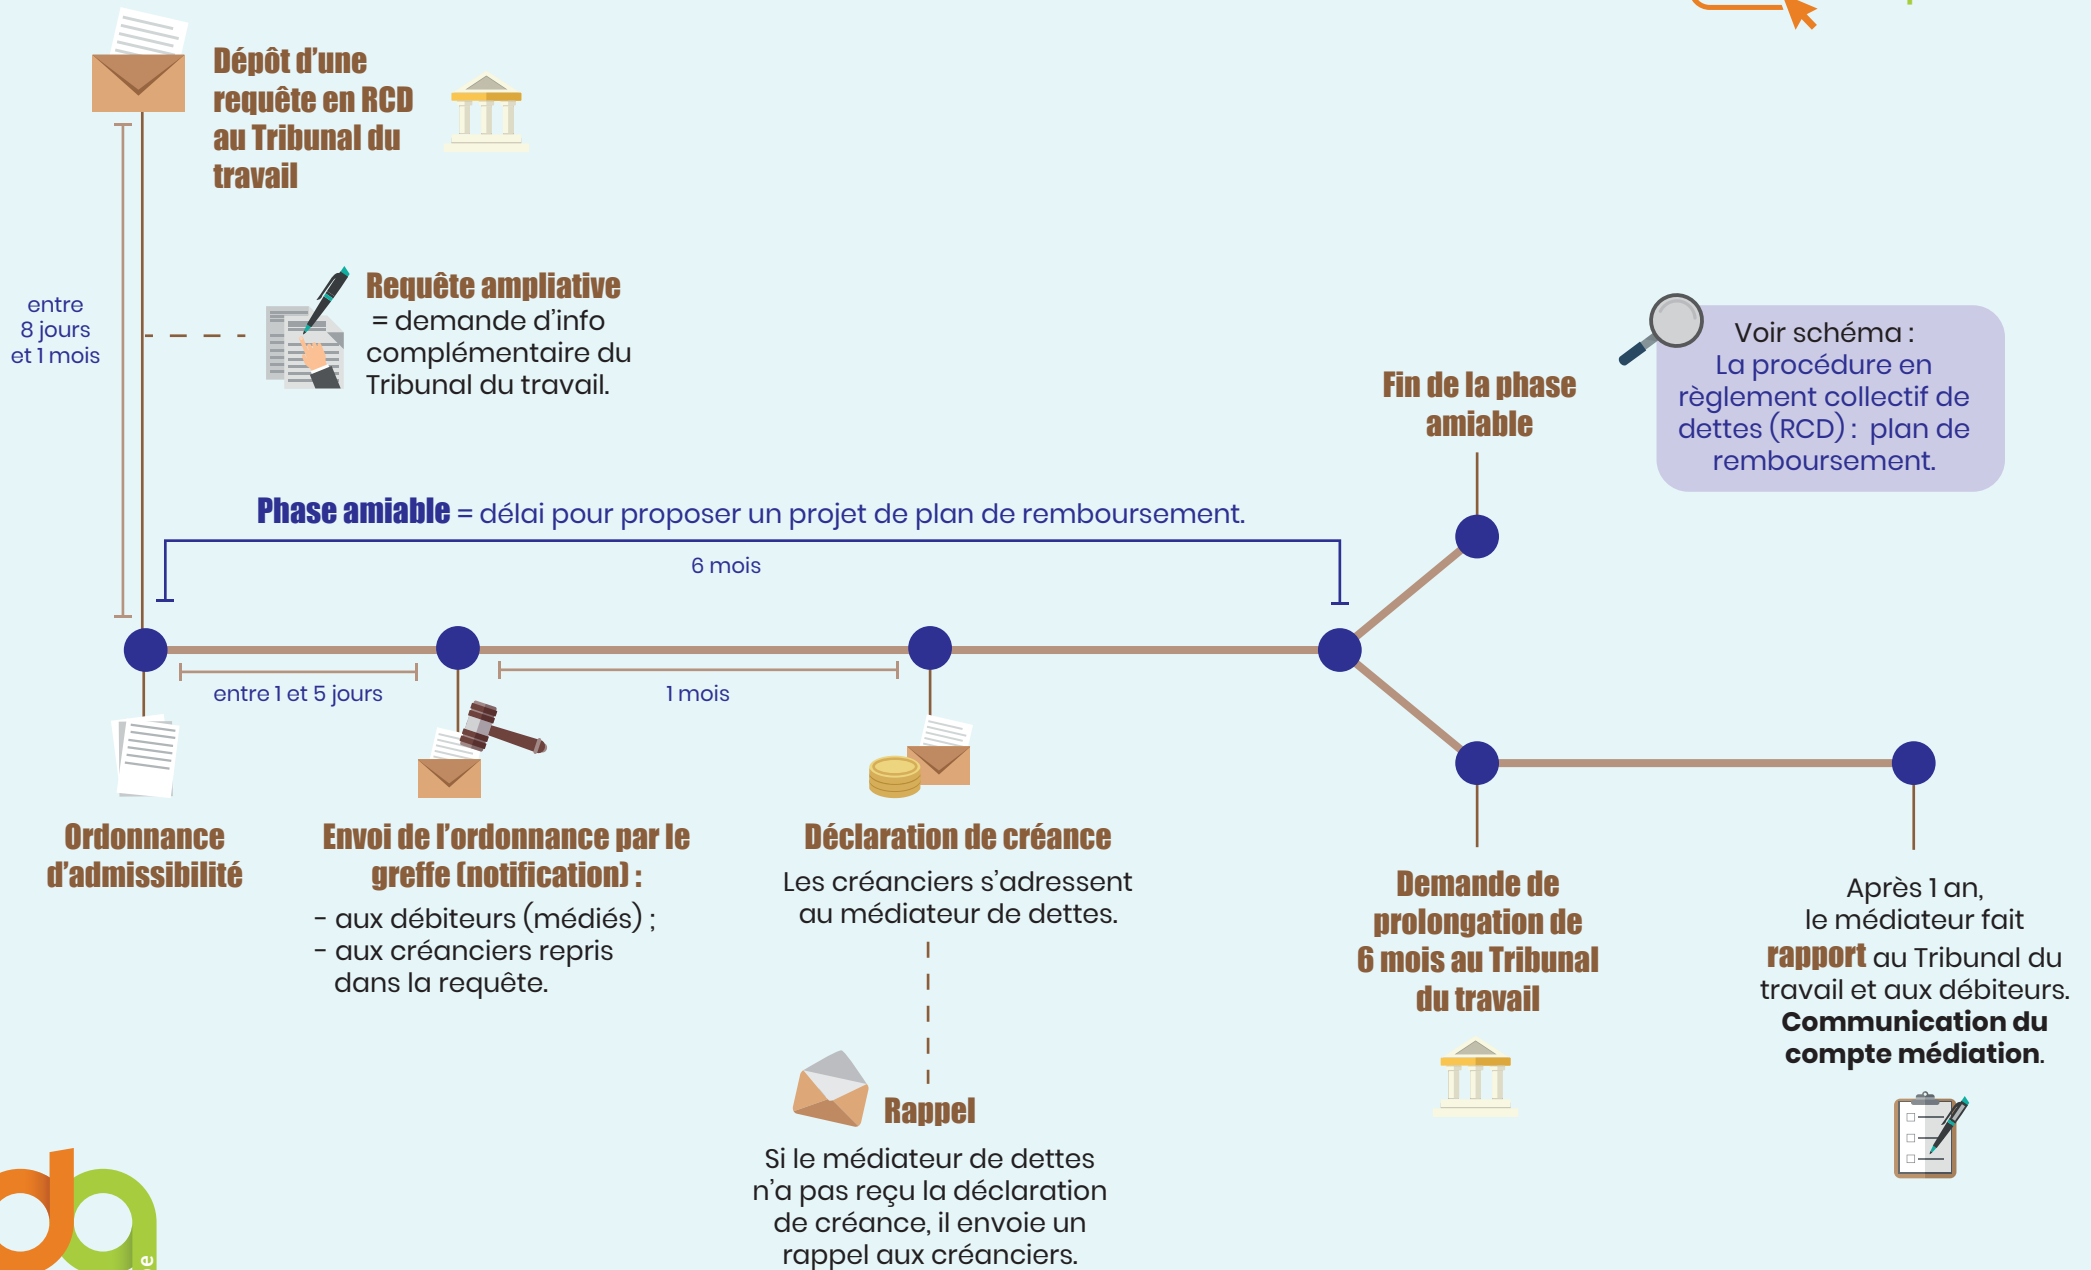 Dépôt d’une
requête en RCD
au Tribunal du
travail
entre
8 jours
et 1 mois
Requête ampliative
= demande d’info
complémentaire du
Tribunal du travail.
Voir schéma :
La procédure en
règlement collectif de
dettes (RCD) : plan de
remboursement.
Fin de la phase
amiable
Phase amiable = délai pour proposer un projet de plan de remboursement.
6 mois
entre 1 et 5 jours
1 mois
Ordonnance
d’admissibilité
Envoi de l’ordonnance par le
greffe (notification) :
- aux débiteurs (médiés) ;
- aux créanciers repris
dans la requête.
Déclaration de créance
Les créanciers s’adressent
au médiateur de dettes.
Rappel
Si le médiateur de dettes
n’a pas reçu la déclaration
de créance, il envoie un
rappel aux créanciers.
Demande de
prolongation de
6 mois au Tribunal
du travail
Après 1 an,
le médiateur fait
rapport au Tribunal du
travail et aux débiteurs.
Communication du
compte médiation.